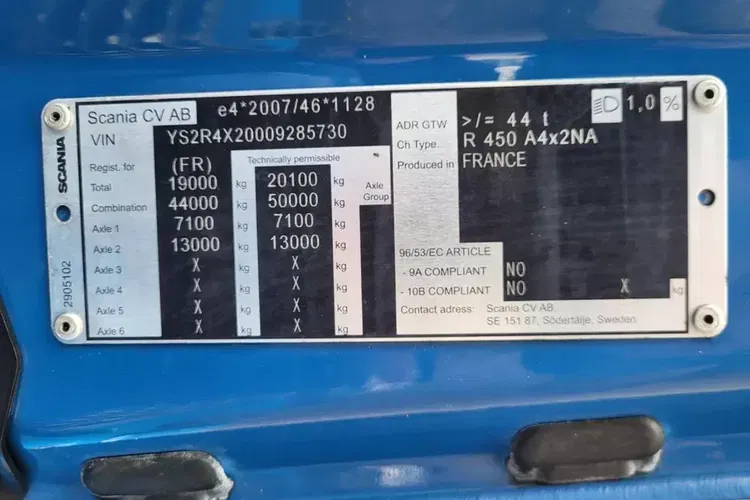 Scania CV AB e4*2007/46*1128
VIN YS2R4X20009285730
Regist. for (FR) Technically permissible
Total 19000 kg 20100 kg Axle Group
Combination 44000 kg 50000 kg
Axle 1 7100 kg 7100 kg
Axle 2 13000 kg 13000 kg
Axle 3 X kg X kg
Axle 4 X kg X kg
Axle 5 X kg X kg
Axle 6 X kg X kg
ADR GTW >/= 44 t 1,0 %
Ch Type. R 450 A4x2NA
Produced in FRANCE
96/53/EC ARTICLE
- 9A COMPLIANT NO
- 10B COMPLIANT NO X kg
Contact adress: Scania CV AB,
SE 151 87, Södertälje, Sweden
SCANIA
2905102